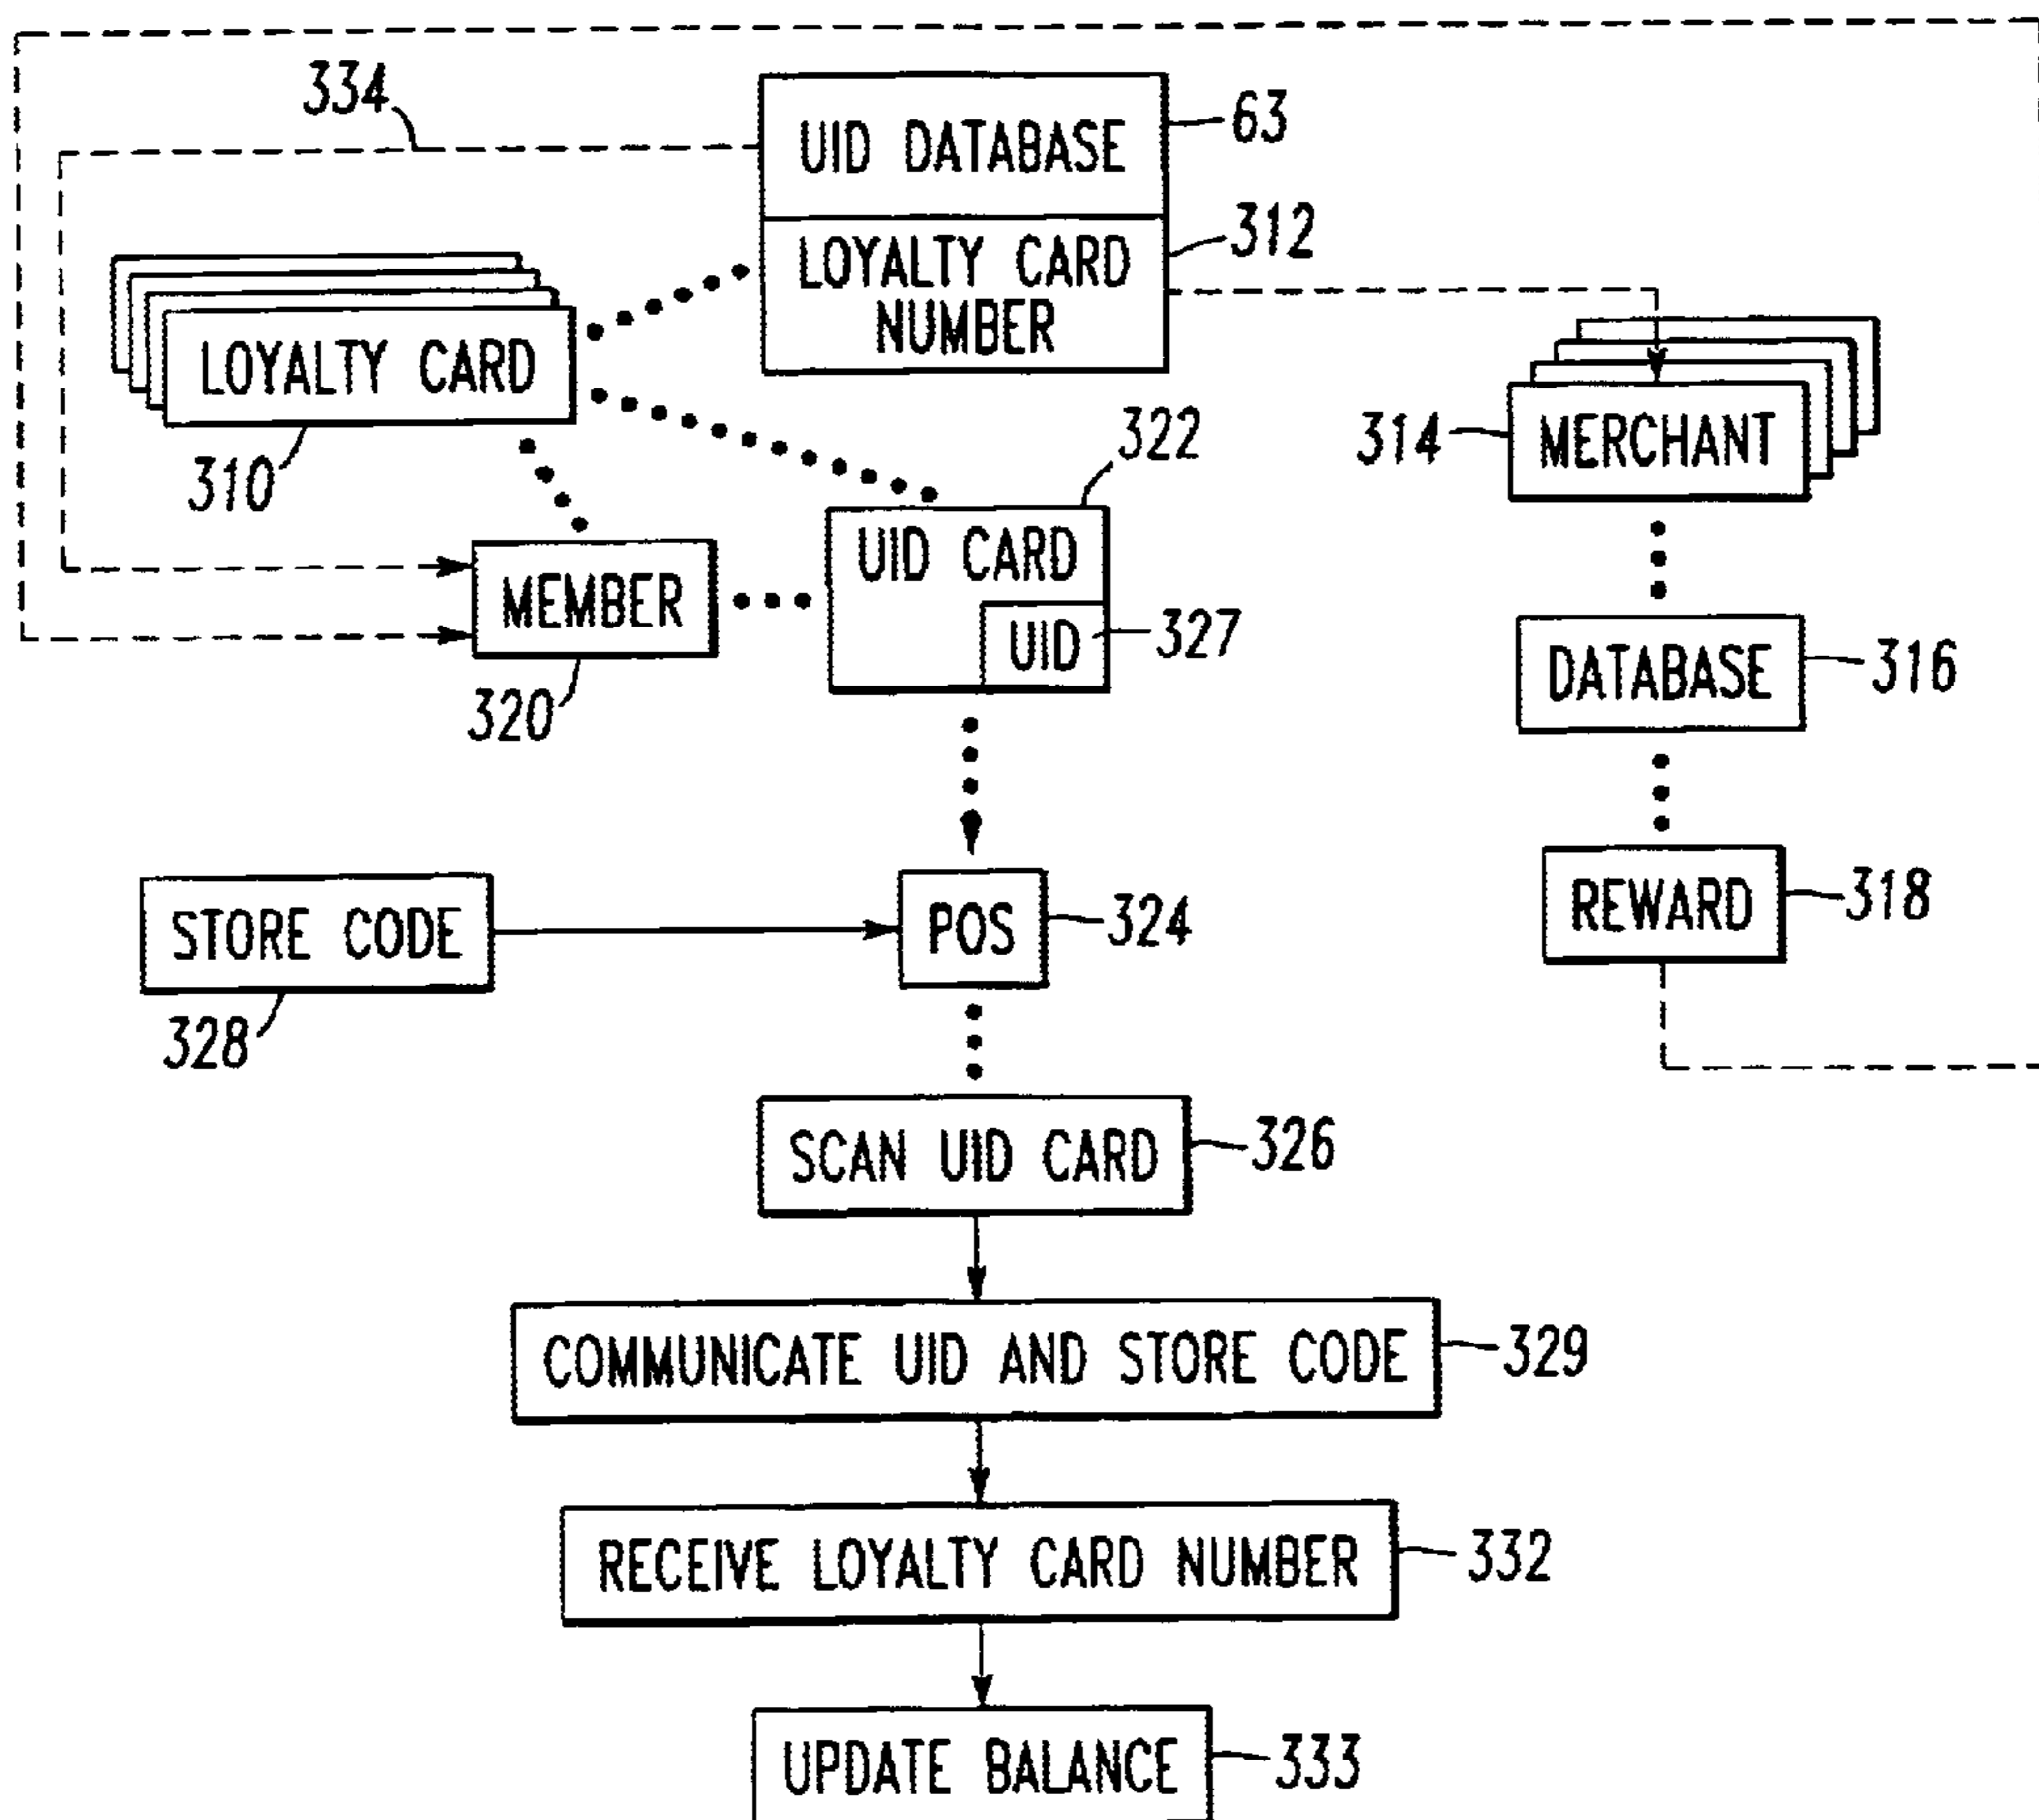 334
UID DATABASE
63
LOYALTY CARD
NUMBER
312
LOYALTY CARD
310
MERCHANT
314
322
UID CARD
UID
327
MEMBER
320
DATABASE
316
STORE CODE
328
POS
324
REWARD
318
SCAN UID CARD
326
COMMUNICATE UID AND STORE CODE
329
RECEIVE LOYALTY CARD NUMBER
332
UPDATE BALANCE
333